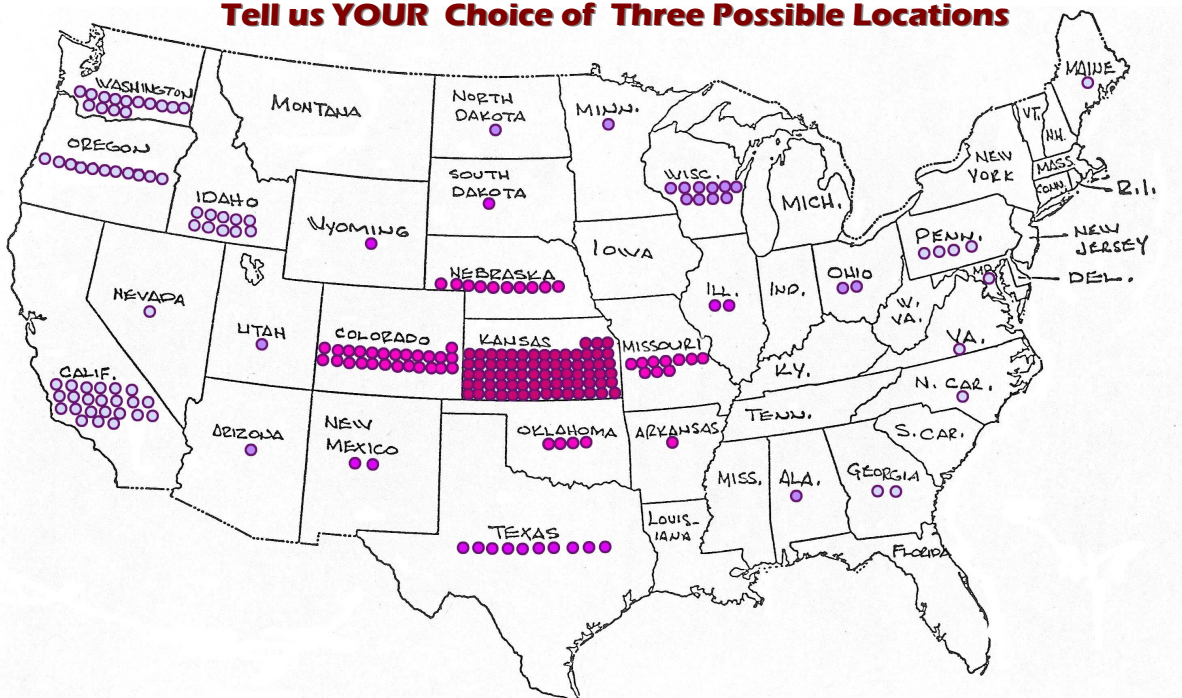 Tell us YOUR Choice of Three Possible Locations
WASHINGTON
MONTANA
NORTH
DAKOTA
MINN.
MAINE
OREGON
IDAHO
SOUTH
DAKOTA
WISC.
MICH.
NEW
YORK
VT.
NH.
MASS
CONN.
R.I.
WYOMING
IOWA
PENN.
NEW
JERSEY
DEL.
NEBRASKA
NEVADA
UTAH
COLORADO
KANSAS
MISSOURI
ILL.
IND.
OHIO
W.
VA.
MD.
VA.
CALIF.
KY.
N. CAR.
ARIZONA
NEW
MEXICO
OKLAHOMA
ARKANSAS
TENN.
S. CAR.
MISS.
ALA.
GEORGIA
TEXAS
LOUIS-
IANA
FLORIDA